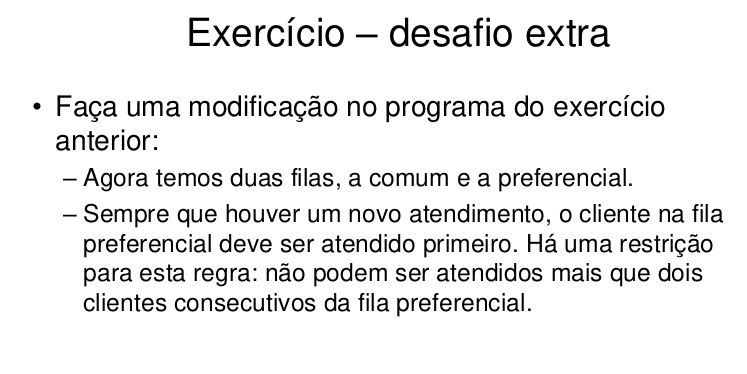 Exercício – desafio extra
• Faça uma modificação no programa do exercício
anterior:
– Agora temos duas filas, a comum e a preferencial.
– Sempre que houver um novo atendimento, o cliente na fila
preferencial deve ser atendido primeiro. Há uma restrição
para esta regra: não podem ser atendidos mais que dois
clientes consecutivos da fila preferencial.